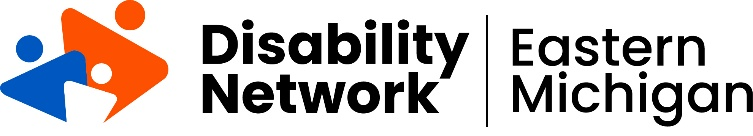 Disability
Network
Eastern
Michigan